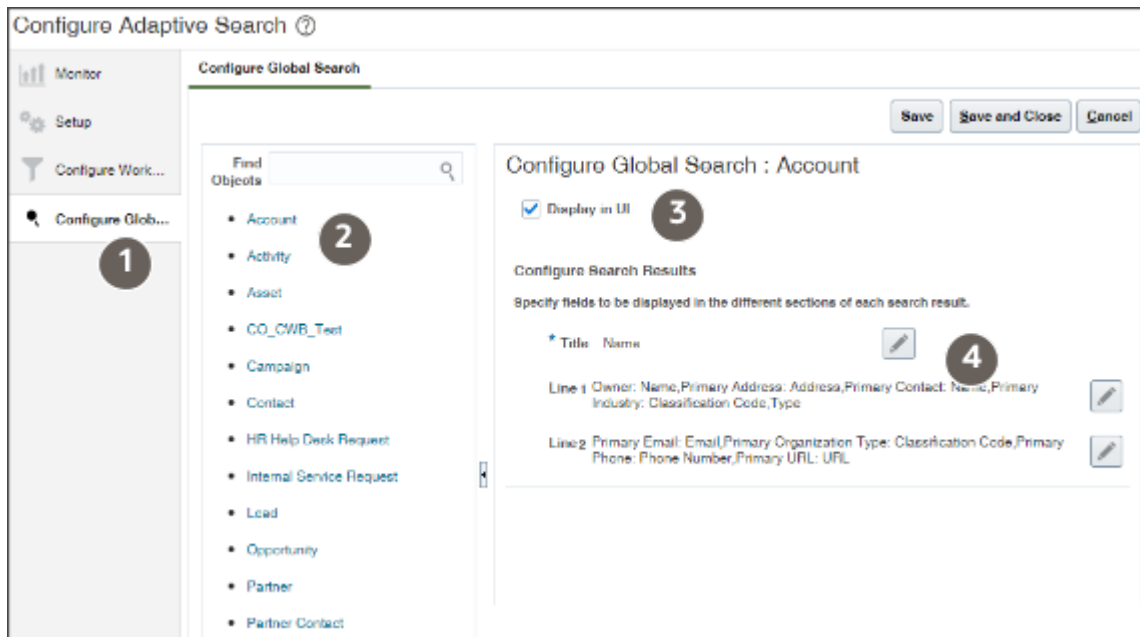 Configure Adaptive Search ?
Monitor
Setup
Configure Work...
Configure Glob...
1
Configure Global Search
Save
Save and Close
Cancel
Find
Objects
Account
2
Activity
Asset
CO_CWB_Test
Campaign
Contact
HR Help Desk Request
Internal Service Request
Lead
Opportunity
Partner
Partner Contact
Configure Global Search : Account
Display in UI
3
Configure Search Results
Specify fields to be displayed in the different sections of each search result.
* Title Name
4
Line 1 Owner: Name,Primary Address: Address,Primary Contact: Name,Primary
Industry: Classification Code,Type
Line 2 Primary Email: Email,Primary Organization Type: Classification Code,Primary
Phone: Phone Number,Primary URL: URL